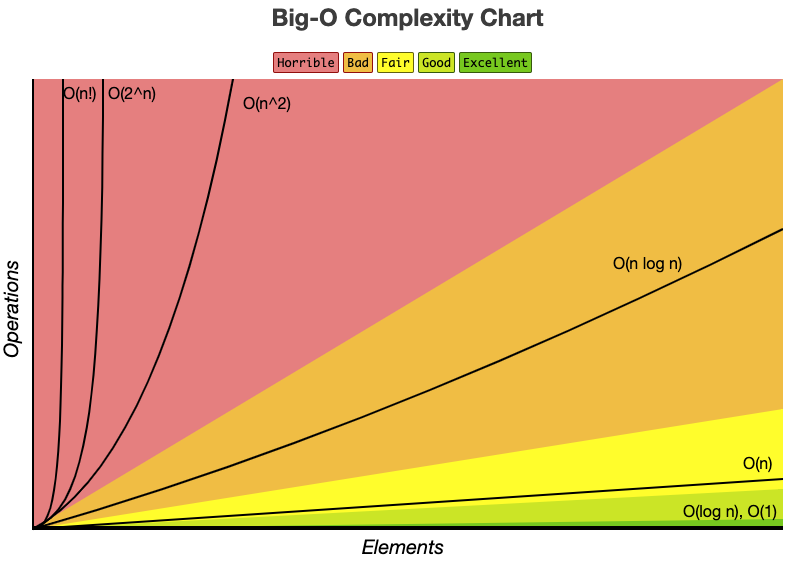 Big-O Complexity Chart
Horrible Bad Fair Good Excellent
O(n!) O(2^n)
O(n^2)
O(n log n)
O(n)
O(log n), O(1)
Operations
Elements